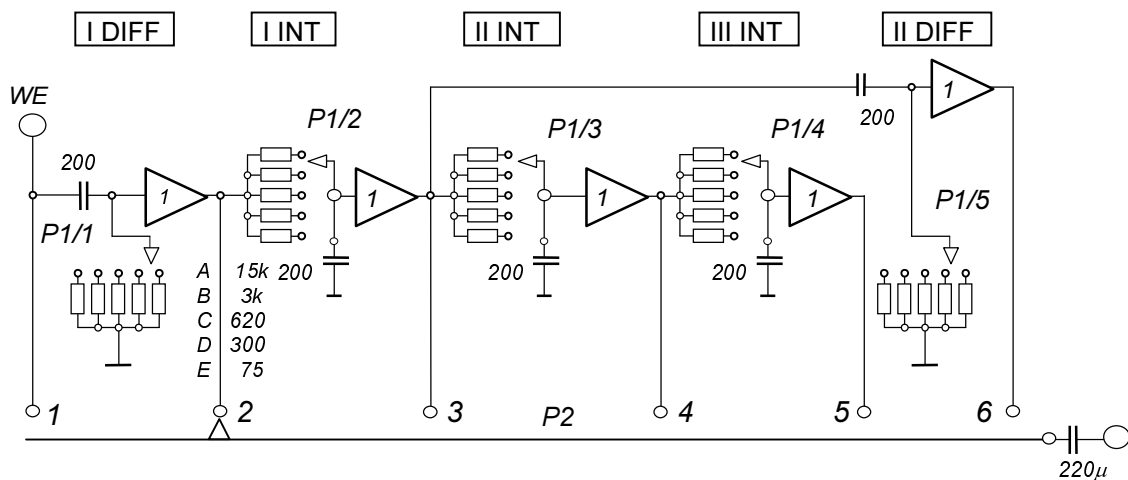 I DIFF
I INT
II INT
III INT
II DIFF
WE
P1/2
P1/3
P1/4
1
200
200
1
1
1
1
P1/1
P1/5
A 15k
B 3k
C 620
D 300
E 75
200
200
200
1
2
3
P2
4
5
6
220µ